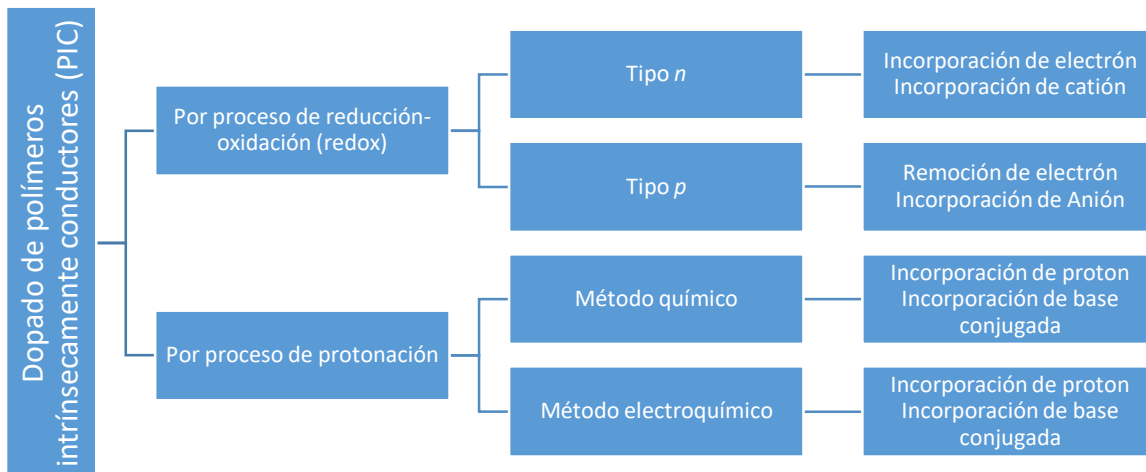 Dopado de polímeros
intrínsecamente conductores (PIC)
Por proceso de reducción-
oxidación (redox)
Tipo n
Incorporación de electrón
Incorporación de catión
Tipo p
Remoción de electrón
Incorporación de Anión
Por proceso de protonación
Método químico
Incorporación de proton
Incorporación de base
conjugada
Método electroquímico
Incorporación de proton
Incorporación de base
conjugada